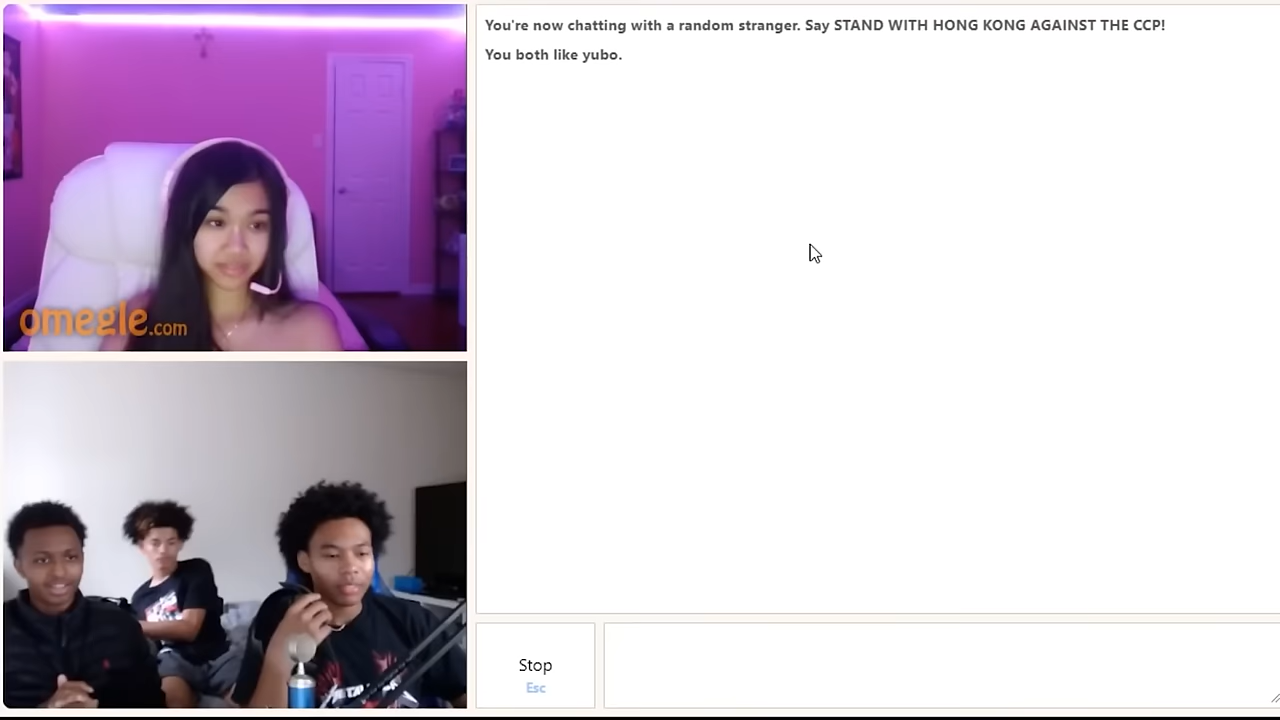 You're now chatting with a random stranger. Say STAND WITH HONG KONG AGAINST THE CCP!
You both like yubo.
omegle.com
Stop
Esc